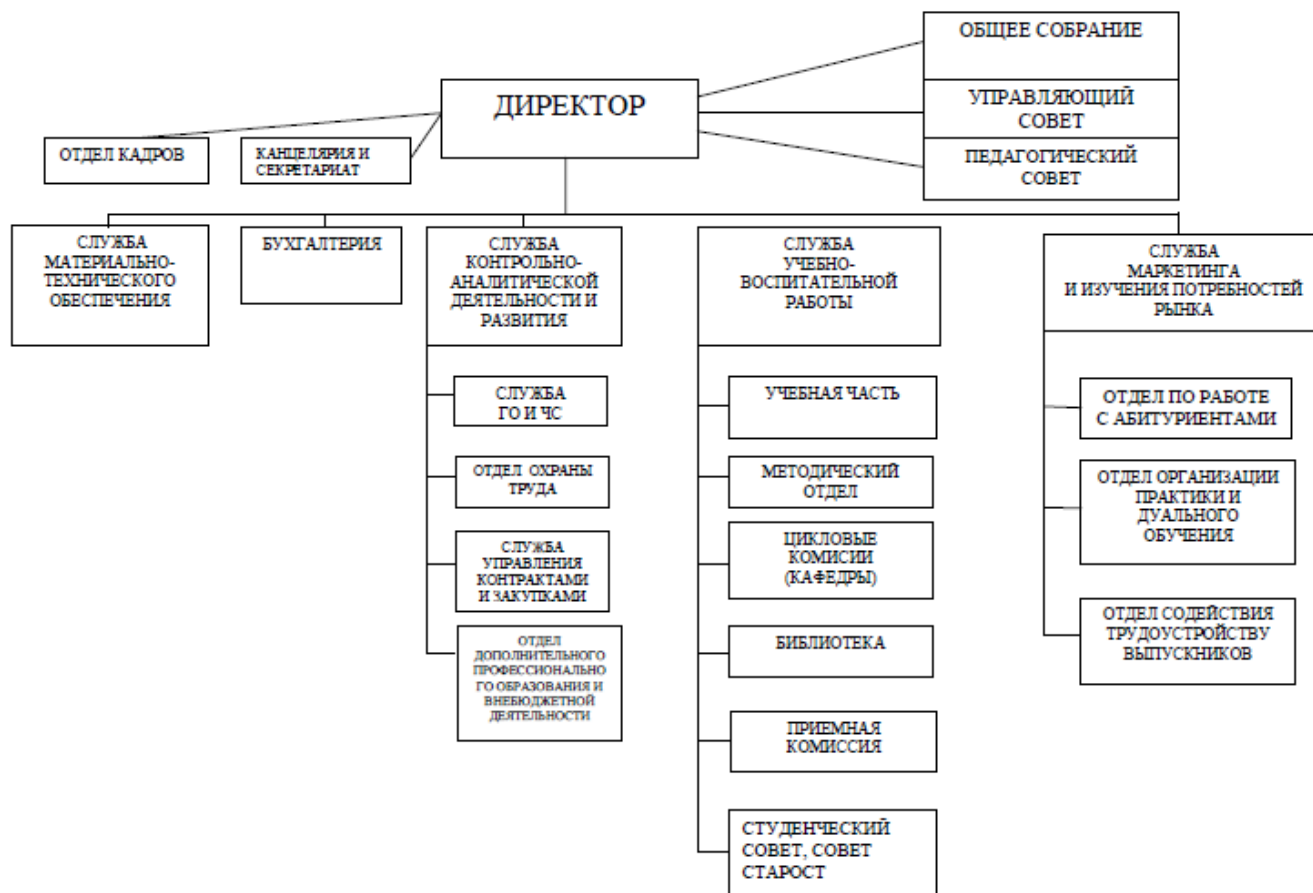 ОБЩЕЕ СОБРАНИЕ
ДИРЕКТОР
УПРАВЛЯЮЩИЙ
СОВЕТ
ОТДЕЛ КАДРОВ
КАНЦЕЛЯРИЯ И
СЕКРЕТАРИАТ
ПЕДАГОГИЧЕСКИЙ
СОВЕТ
СЛУЖБА
МАТЕРИАЛЬНО-
ТЕХНИЧЕСКОГО
ОБЕСПЕЧЕНИЯ
БУХГАЛТЕРИЯ
СЛУЖБА
КОНТРОЛЬНО-
АНАЛИТИЧЕСКОЙ
ДЕЯТЕЛЬНОСТИ И
РАЗВИТИЯ
СЛУЖБА
УЧЕБНО-
ВОСПИТАТЕЛЬНОЙ
РАБОТЫ
СЛУЖБА
МАРКЕТИНГА
И ИЗУЧЕНИЯ ПОТРЕБНОСТЕЙ
РЫНКА
СЛУЖБА
ГО И ЧС
ОТДЕЛ ОХРАНЫ
ТРУДА
СЛУЖБА
УПРАВЛЕНИЯ
КОНТРАКТАМИ
И ЗАКУПКАМИ
ОТДЕЛ
ДОПОЛНИТЕЛЬНОГО
ПРОФЕССИОНАЛЬНО
ГО ОБРАЗОВАНИЯ И
ВНЕБЮДЖЕТНОЙ
ДЕЯТЕЛЬНОСТИ
УЧЕБНАЯ ЧАСТЬ
МЕТОДИЧЕСКИЙ
ОТДЕЛ
ЦИКЛОВЫЕ
КОМИСИИ
(КАФЕДРЫ)
БИБЛИОТЕКА
ПРИЕМНАЯ
КОМИССИЯ
СТУДЕНЧЕСКИЙ
СОВЕТ, СОВЕТ
СТАРОСТ
ОТДЕЛ ПО РАБОТЕ
С АБИТУРИЕНТАМИ
ОТДЕЛ ОРГАНИЗАЦИИ
ПРАКТИКИ И
ДУАЛЬНОГО
ОБУЧЕНИЯ
ОТДЕЛ СОДЕЙСТВИЯ
ТРУДОУСТРОЙСТВУ
ВЫПУСКНИКОВ